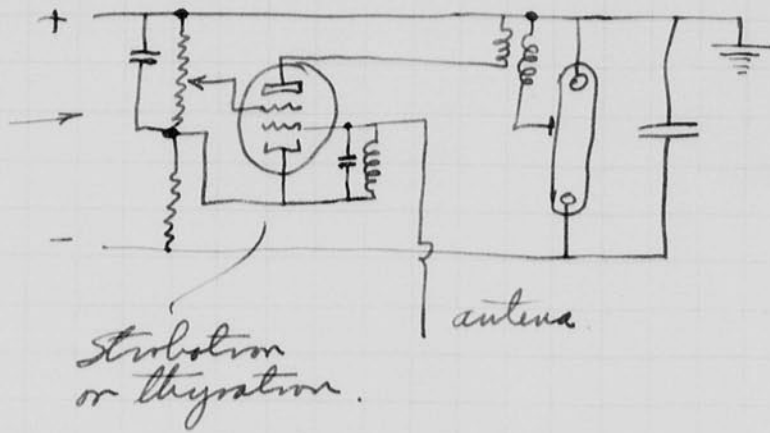 +
−
antena
Strobotron
or thyratron.